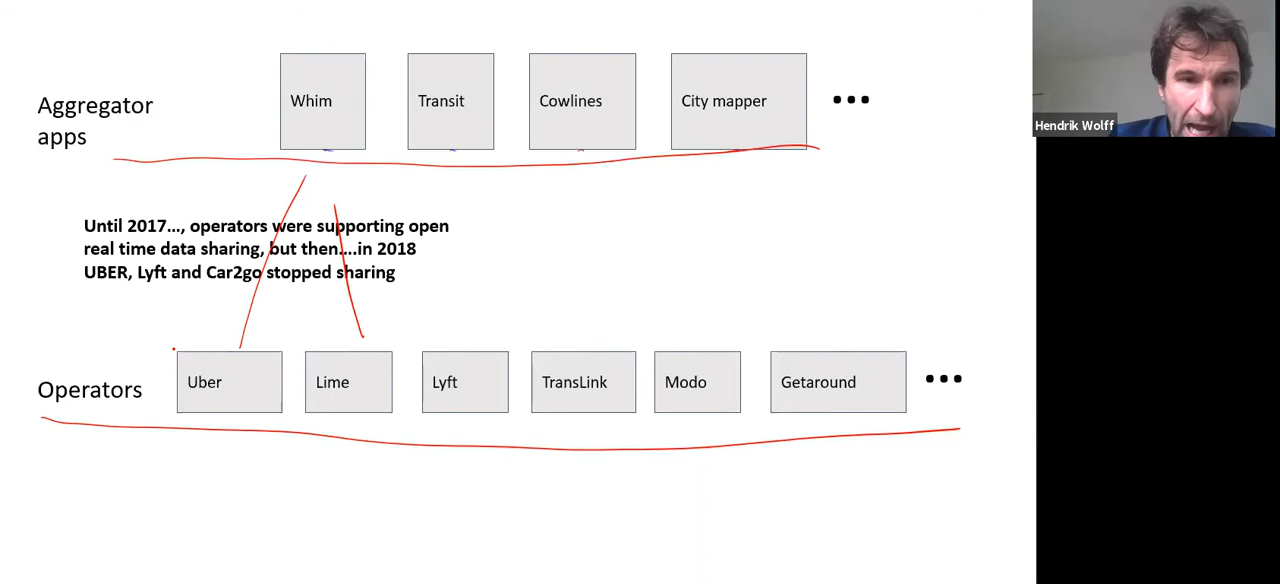 Whim
Transit
Cowlines
City mapper
Aggregator
apps
Hendrik Wolff
Until 2017..., operators were supporting open
real time data sharing, but then....in 2018
UBER, Lyft and Car2go stopped sharing
Operators
Uber
Lime
Lyft
TransLink
Modo
Getaround